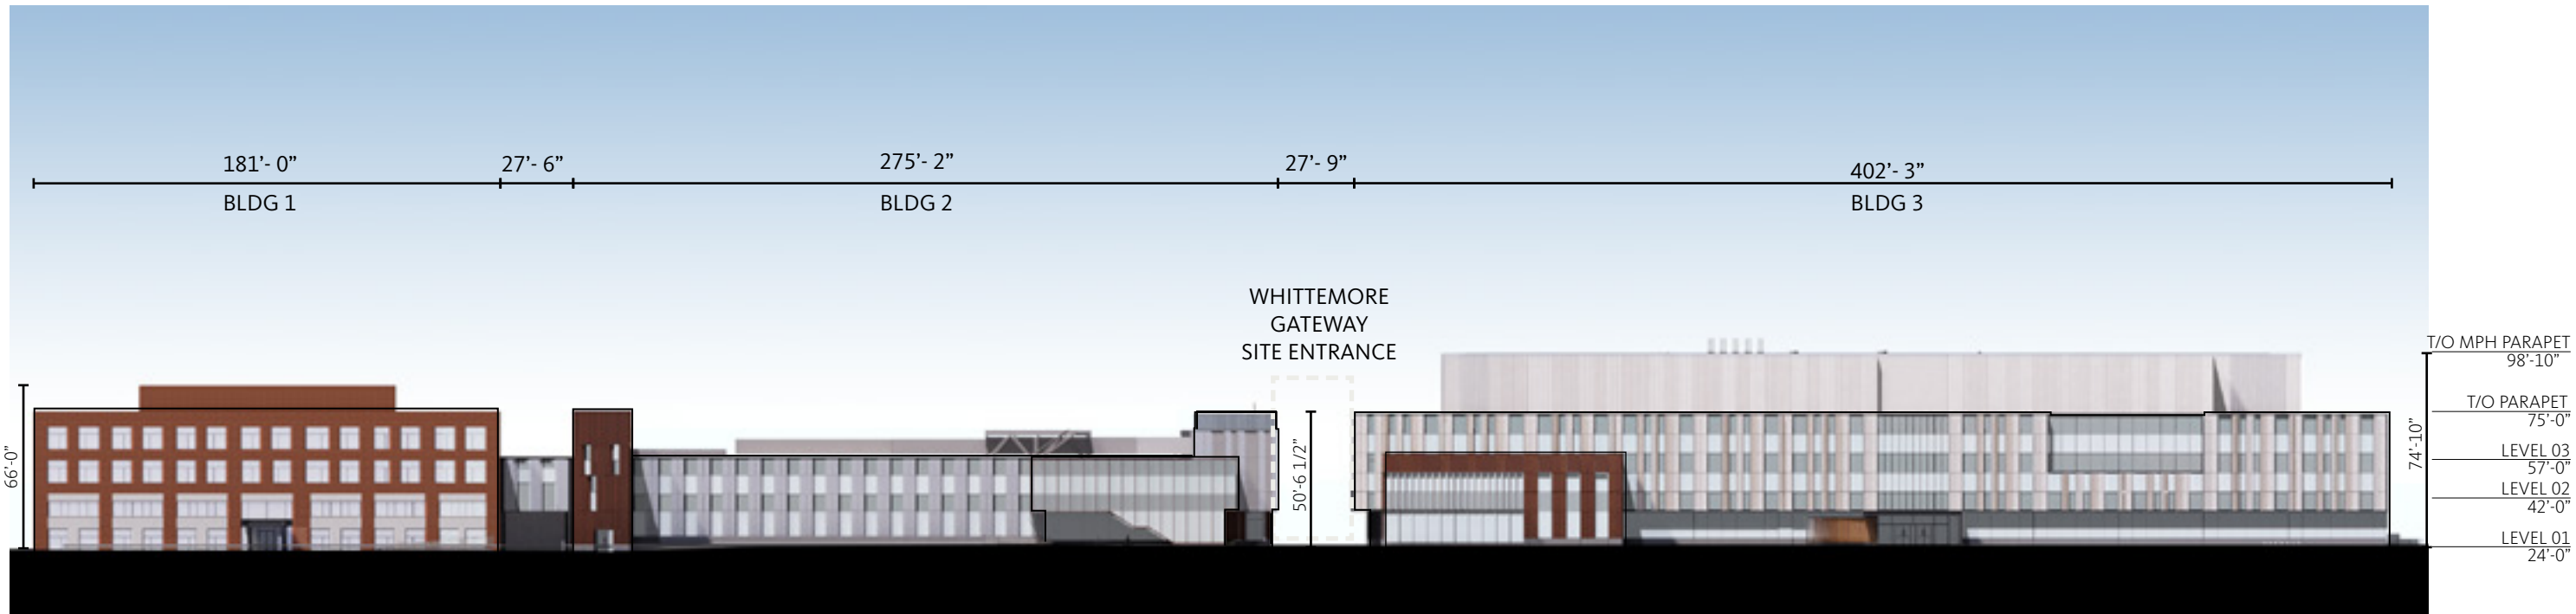 181'- 0"
27'- 6"
275'- 2"
27'- 9"
402'- 3"
BLDG 1
BLDG 2
BLDG 3
WHITTEMORE
GATEWAY
SITE ENTRANCE
66'-0"
50'-6 1/2"
74'-10"
T/O MPH PARAPET
98'-10"
T/O PARAPET
75'-0"
LEVEL 03
57'-0"
LEVEL 02
42'-0"
LEVEL 01
24'-0"